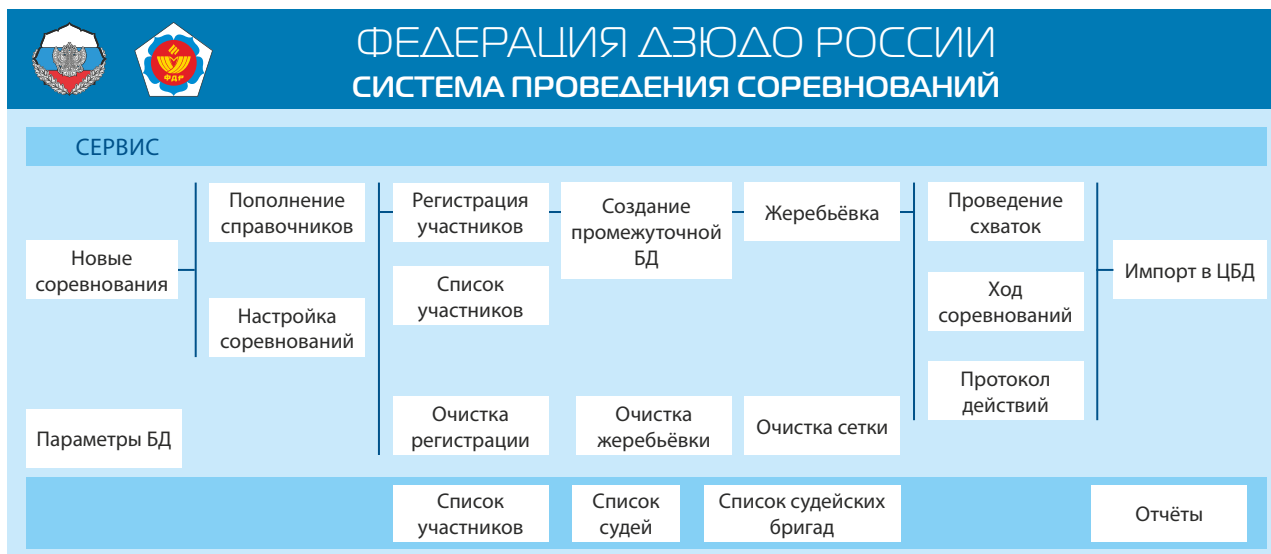 ФДР
ФЕДЕРАЦИЯ ДЗЮДО РОССИИ
СИСТЕМА ПРОВЕДЕНИЯ СОРЕВНОВАНИЙ
СЕРВИС
Новые
соревнования
Пополнение
справочников
Настройка
соревнований
Регистрация
участников
Список
участников
Создание
промежуточной
БД
Жеребьёвка
Проведение
схваток
Ход
соревнований
Протокол
действий
Импорт в ЦБД
Параметры БД
Очистка
регистрации
Очистка
жеребьёвки
Очистка сетки
Список
участников
Список
судей
Список судейских
бригад
Отчёты